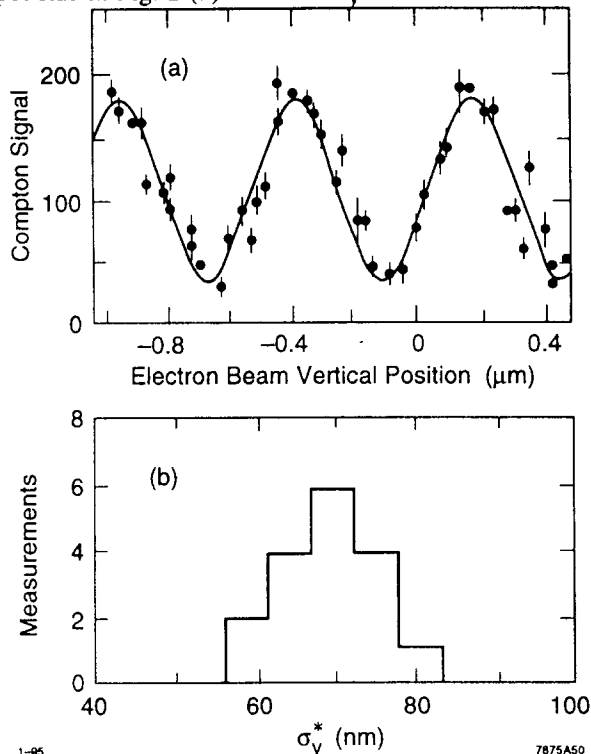 (a)
200
100
0
Compton Signal
−0.8
−0.4
0
0.4
Electron Beam Vertical Position (μm)
(b)
8
6
4
2
0
Measurements
40
60
80
100
σ*y (nm)
1–95
7875A50